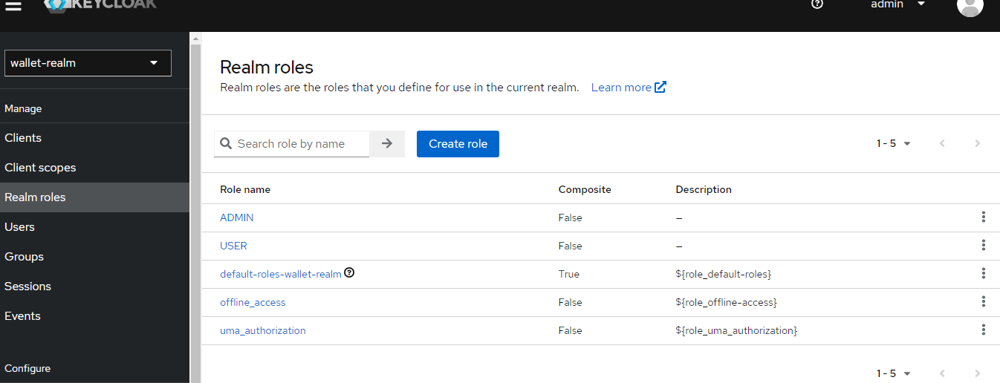 KEYCLOAK
admin
wallet-realm
Manage
Clients
Client scopes
Realm roles
Users
Groups
Sessions
Events
Configure
Realm roles
Realm roles are the roles that you define for use in the current realm. Learn more
Search role by name Create role 1 - 5
Role name Composite Description
ADMIN False –
USER False –
default-roles-wallet-realm True ${role_default-roles}
offline_access False ${role_offline-access}
uma_authorization False ${role_uma_authorization}
1 - 5